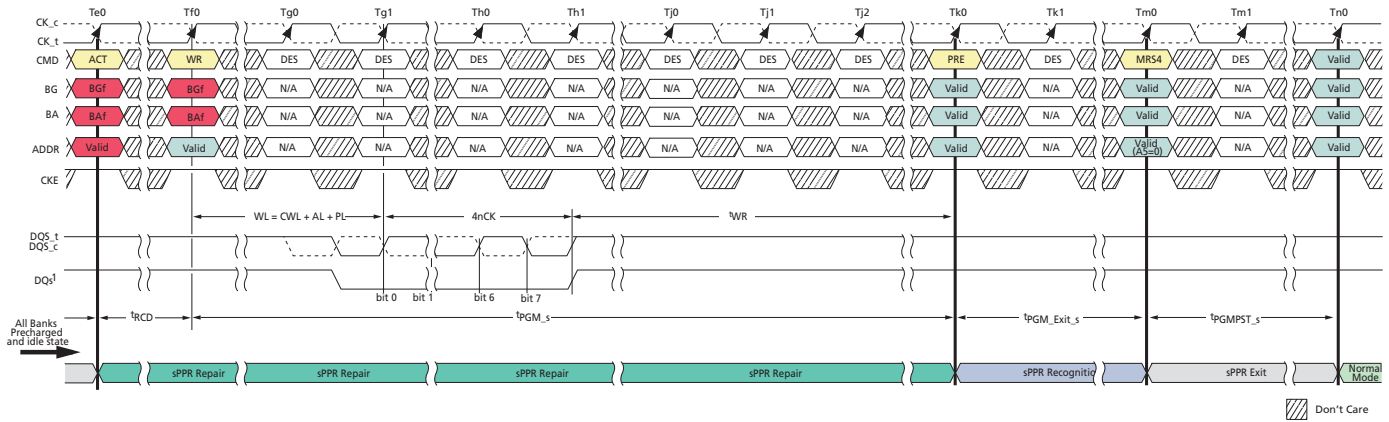 Te0 Tf0 Tg0 Tg1 Th0 Th1 Tj0 Tj1 Tj2 Tk0 Tk1 Tm0 Tm1 Tn0
CK_c
CK_t
CMD ACT WR DES DES DES DES DES DES DES PRE DES MRS4 DES Valid
BG BGf BGf N/A N/A N/A N/A N/A N/A N/A Valid N/A Valid N/A Valid
BA BAf BAf N/A N/A N/A N/A N/A N/A N/A Valid N/A Valid N/A Valid
ADDR Valid Valid N/A N/A N/A N/A N/A N/A N/A Valid N/A Valid (A5=0) N/A Valid
CKE
WL = CWL + AL + PL 4nCK tWR
DQS_t
DQS_c
DQs1
bit 0 bit 1 bit 6 bit 7
All Banks
Precharged
and idle state
tRCD tPGM_s tPGM_Exit_s tPGMPST_s
sPPR Repair sPPR Repair sPPR Repair sPPR Repair sPPR Recognitic sPPR Exit Normal
Mode
Don't Care